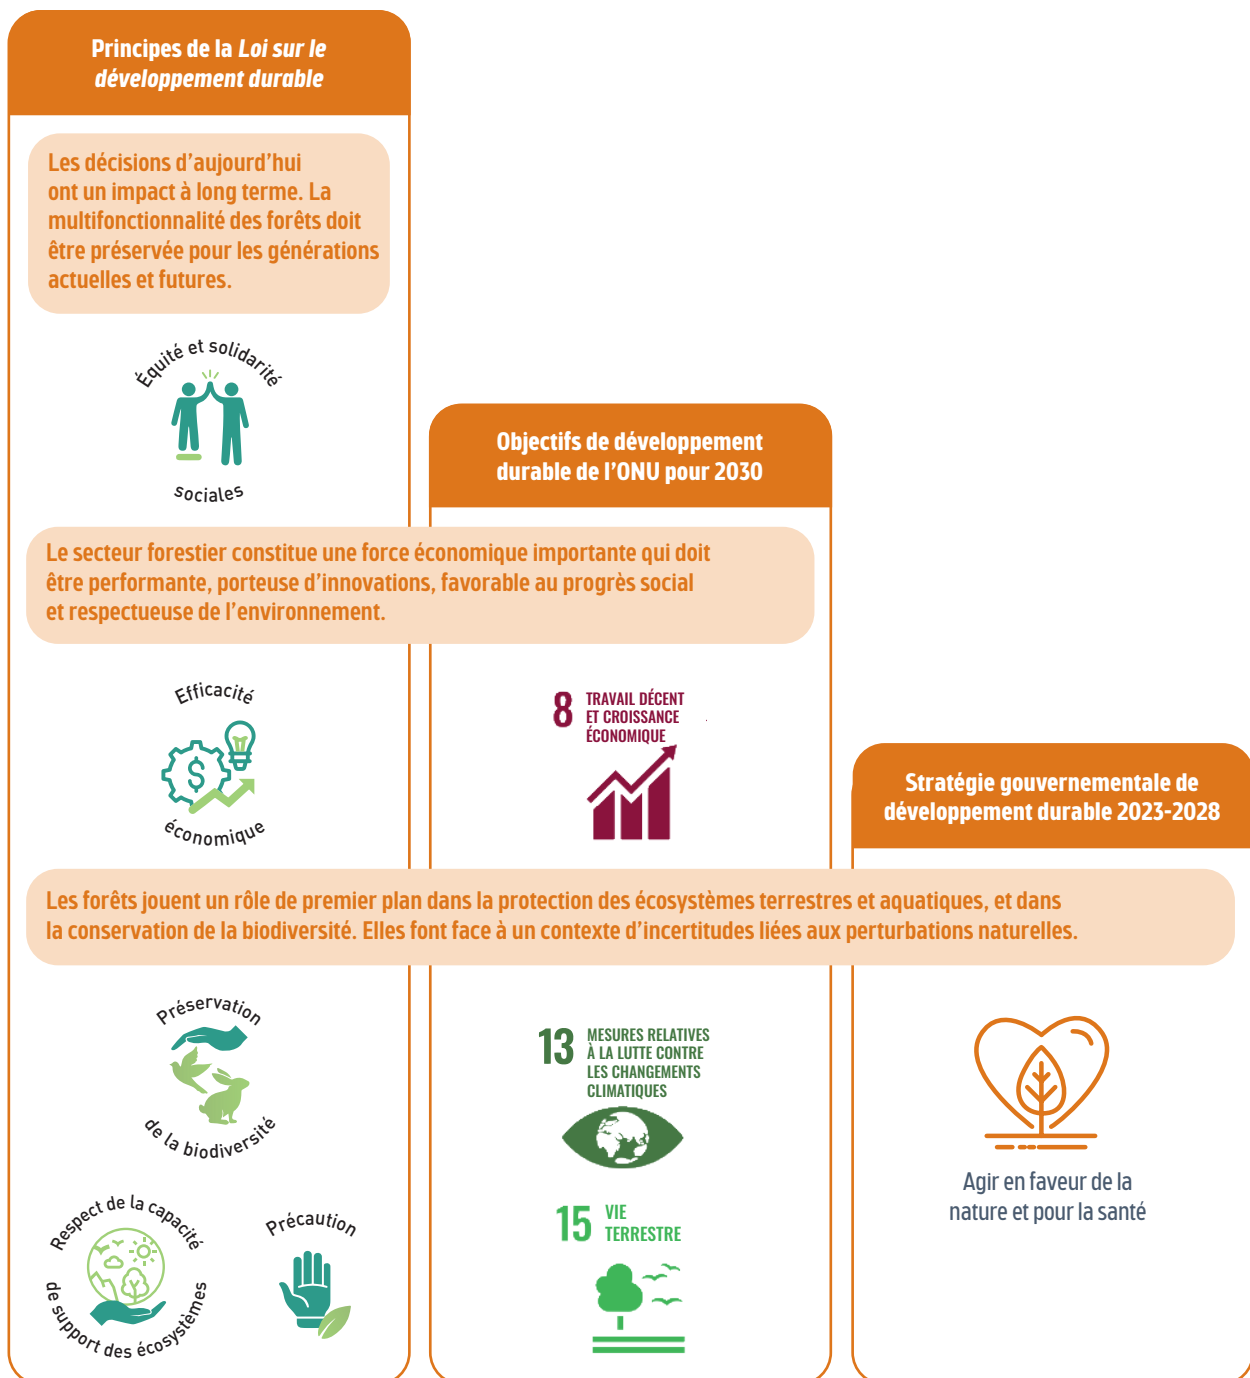 Principes de la Loi sur le
développement durable
Les décisions d'aujourd'hui
ont un impact à long terme. La
multifonctionnalité des forêts doit
être préservée pour les générations
actuelles et futures.
Équité et solidarité
sociales
Objectifs de développement
durable de l'ONU pour 2030
Le secteur forestier constitue une force économique importante qui doit
être performante, porteuse d'innovations, favorable au progrès social
et respectueuse de l'environnement.
Efficacité
$
économique
8 TRAVAIL DÉCENT
ET CROISSANCE
ÉCONOMIQUE
Stratégie gouvernementale de
développement durable 2023-2028
Les forêts jouent un rôle de premier plan dans la protection des écosystèmes terrestres et aquatiques, et dans
la conservation de la biodiversité. Elles font face à un contexte d'incertitudes liées aux perturbations naturelles.
Préservation
de la biodiversité
Respect de la capacité
de support des écosystèmes
Précaution
13 MESURES RELATIVES
À LA LUTTE CONTRE
LES CHANGEMENTS
CLIMATIQUES
15 VIE
TERRESTRE
Agir en faveur de la
nature et pour la santé